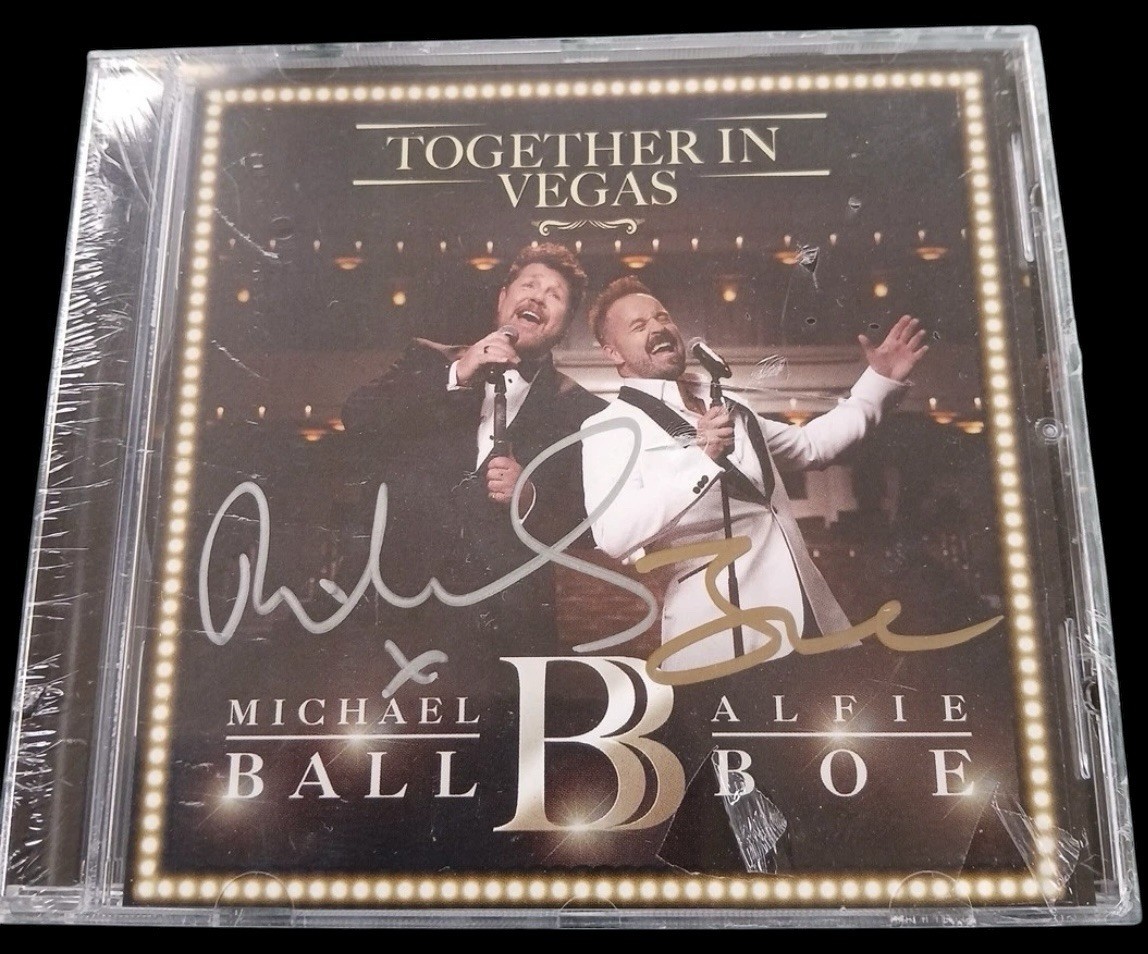 TOGETHER IN
VEGAS
x
MICHAEL
BALL
BB
ALFIE
BOE